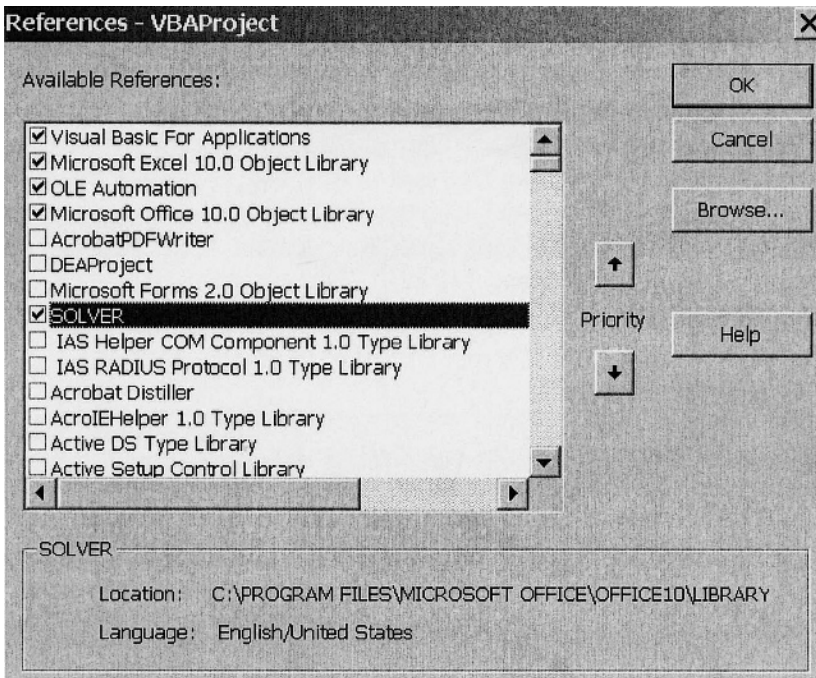 References - VBAProject
Available References:
OK
Visual Basic For Applications
Microsoft Excel 10.0 Object Library
Cancel
OLE Automation
Microsoft Office 10.0 Object Library
Browse...
AcrobatPDFWriter
DEAProject
Microsoft Forms 2.0 Object Library
SOLVER
Priority
Help
IAS Helper COM Component 1.0 Type Library
IAS RADIUS Protocol 1.0 Type Library
Acrobat Distiller
AcroIEHelper 1.0 Type Library
Active DS Type Library
Active Setup Control Library
SOLVER
Location: C:\PROGRAM FILES\MICROSOFT OFFICE\OFFICE10\LIBRARY
Language: English/United States